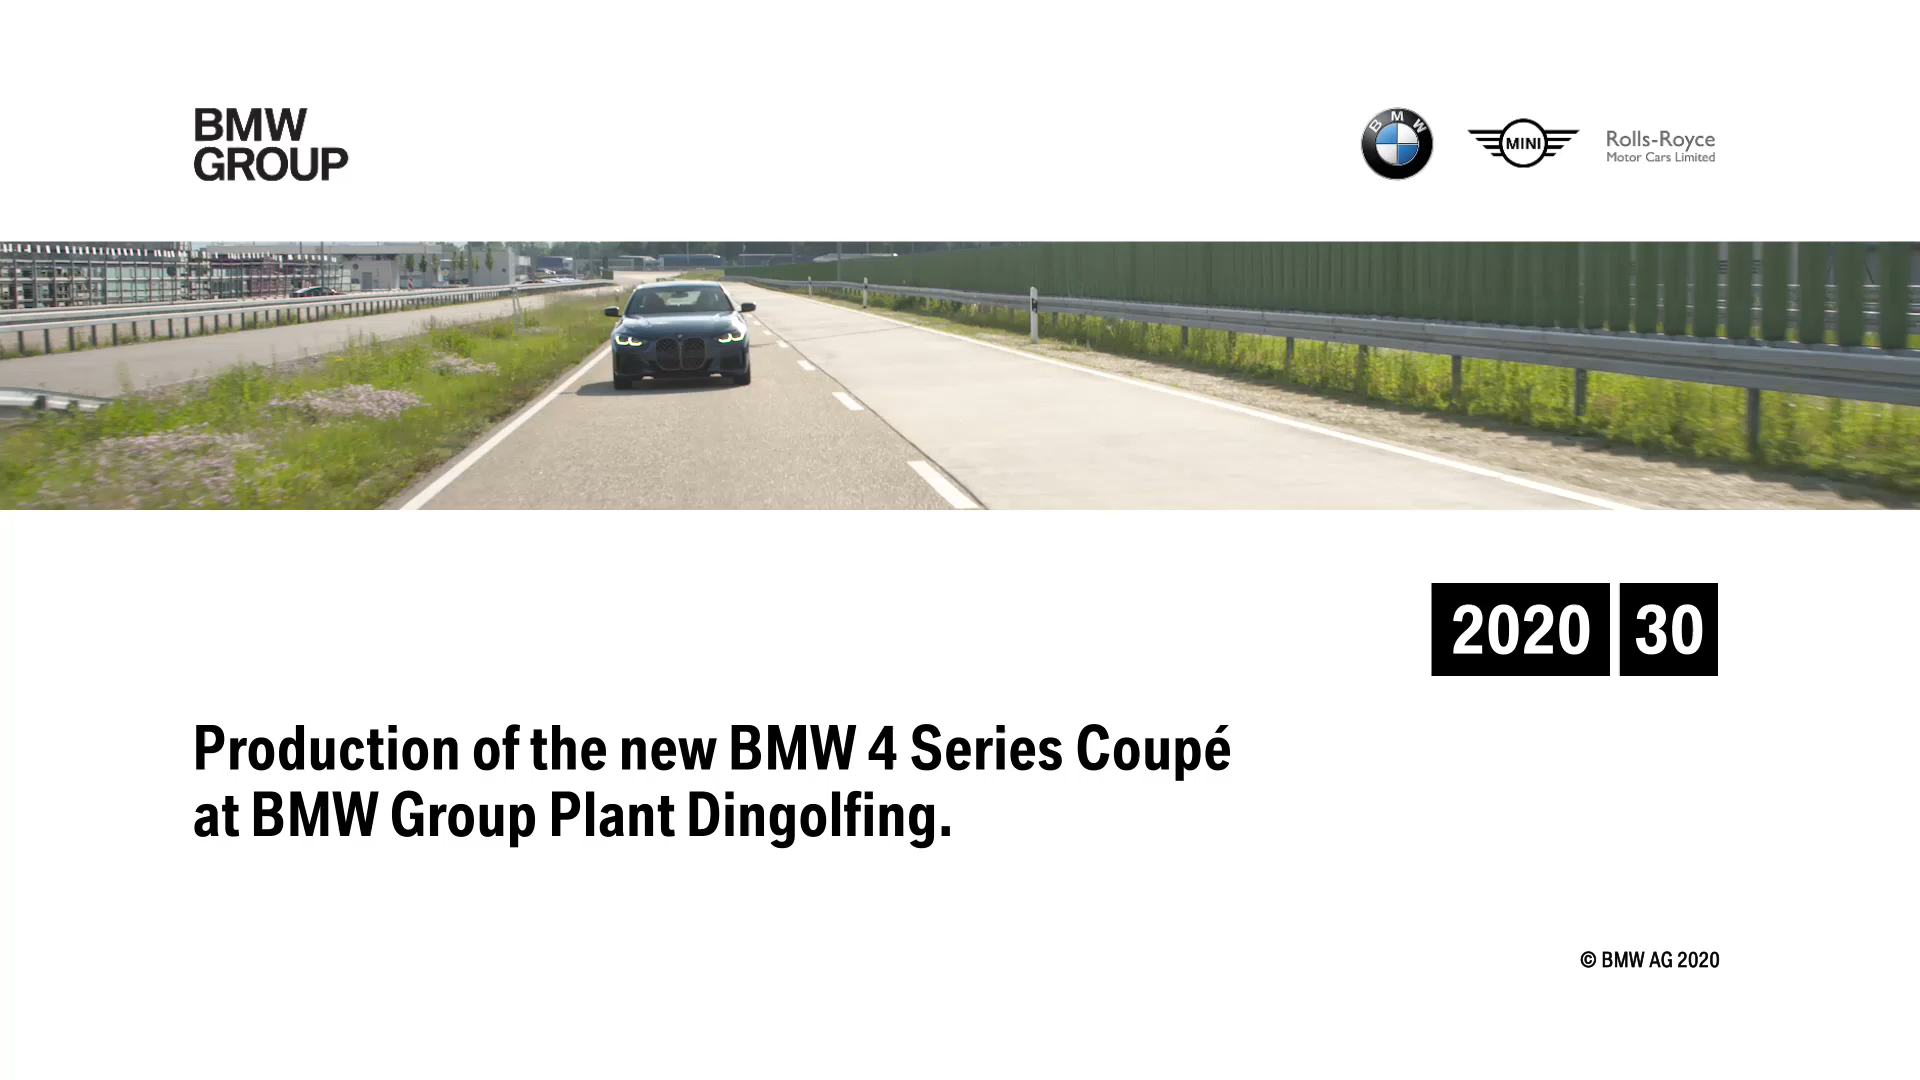 BMW
GROUP
BMW
MINI
Rolls-Royce
Motor Cars Limited
2020 30
Production of the new BMW 4 Series Coupé
at BMW Group Plant Dingolfing.
© BMW AG 2020